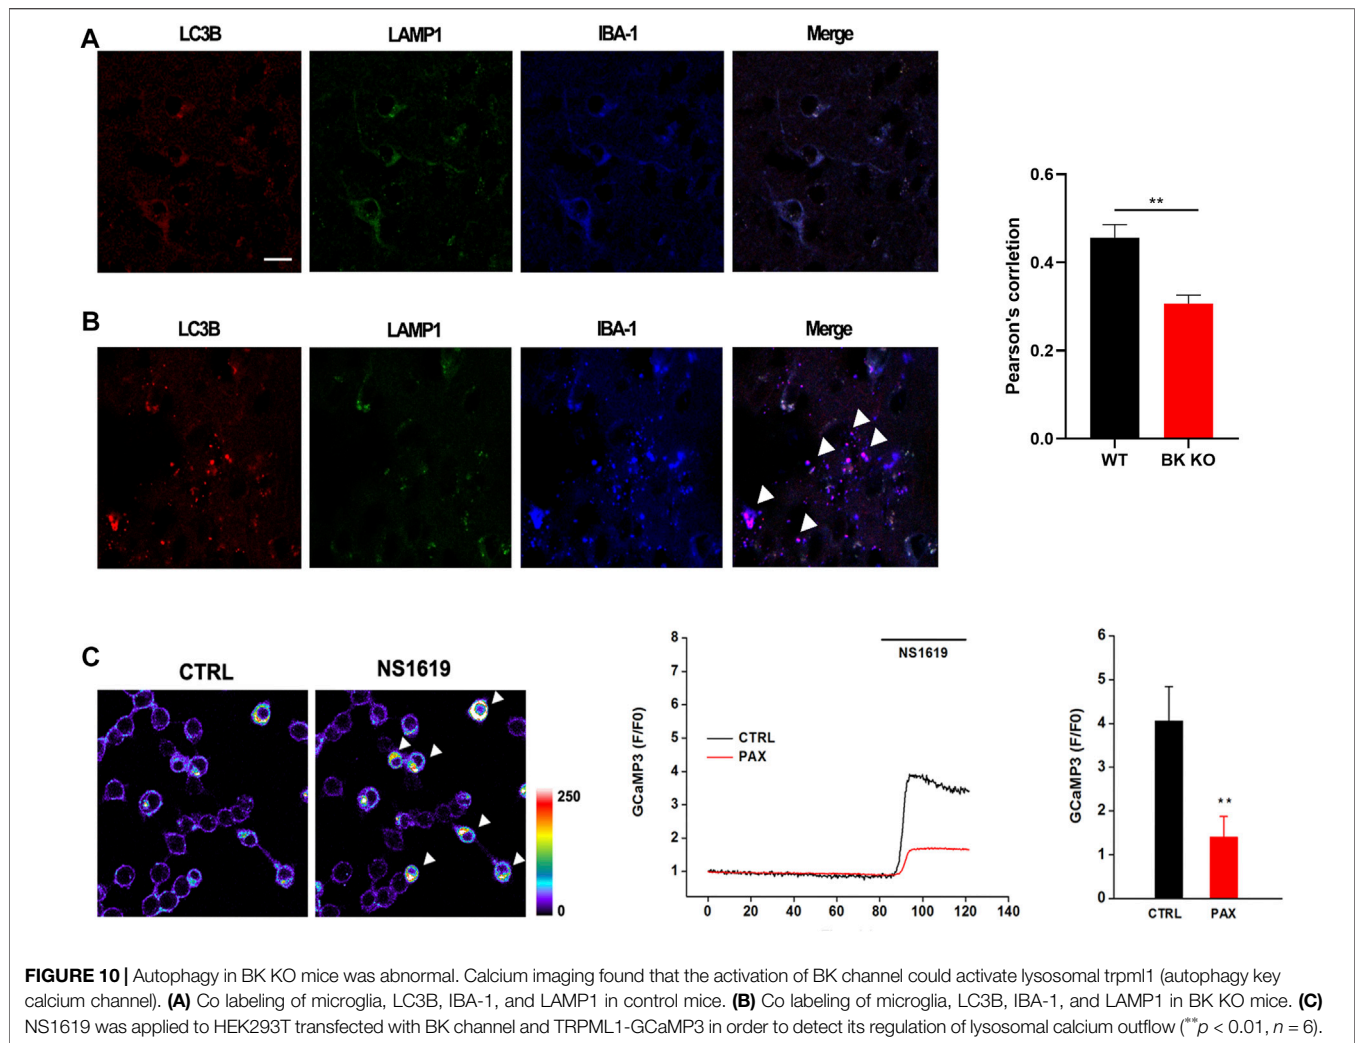 A
LC3B LAMP1 IBA-1 Merge
B
LC3B LAMP1 IBA-1 Merge
0.6
0.4
0.2
0.0
Pearson's corrletion
**
WT BK KO
C
CTRL NS1619
250
0
8
7
6
5
4
3
2
1
GCaMP3 (F/F0)
NS1619
CTRL
PAX
0 20 40 60 80 100 120 140
6
5
4
3
2
1
0
GCaMP3 (F/F0)
**
CTRL PAX
FIGURE 10 | Autophagy in BK KO mice was abnormal. Calcium imaging found that the activation of BK channel could activate lysosomal trpml1 (autophagy key
calcium channel). (A) Co labeling of microglia, LC3B, IBA-1, and LAMP1 in control mice. (B) Co labeling of microglia, LC3B, IBA-1, and LAMP1 in BK KO mice. (C)
NS1619 was applied to HEK293T transfected with BK channel and TRPML1-GCaMP3 in order to detect its regulation of lysosomal calcium outflow (**p < 0.01, n = 6).